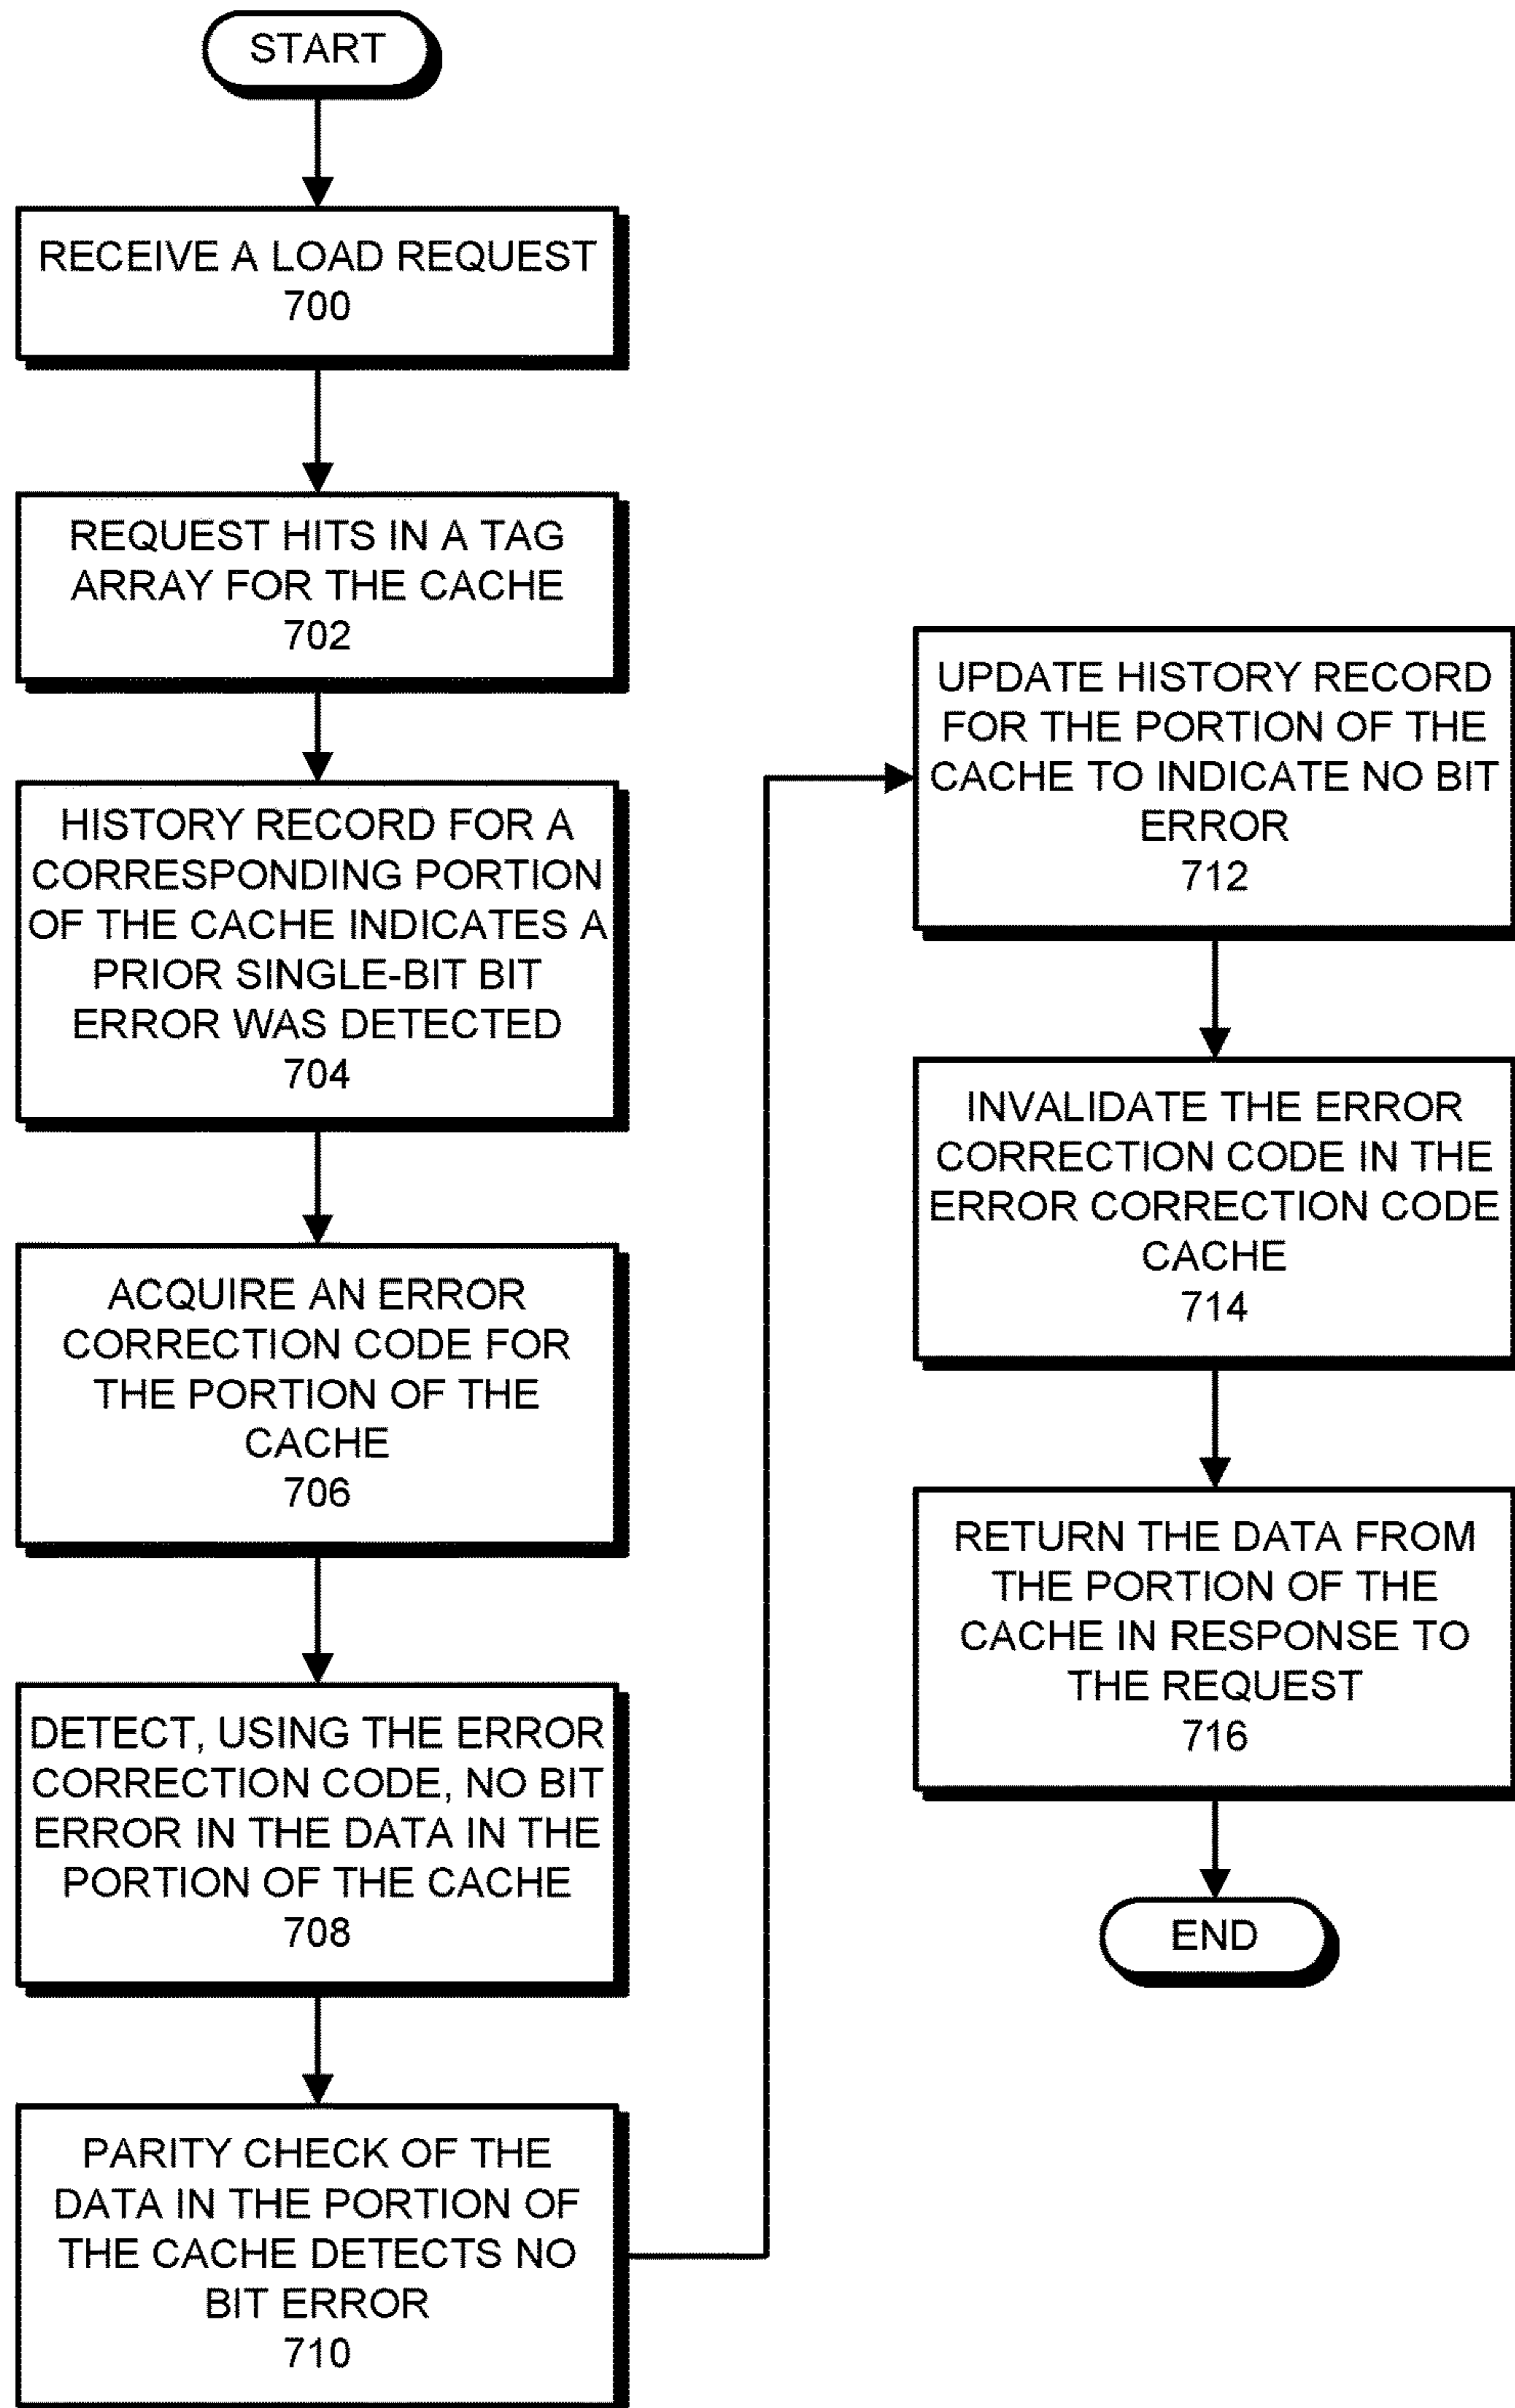 START
RECEIVE A LOAD REQUEST
700
REQUEST HITS IN A TAG
ARRAY FOR THE CACHE
702
HISTORY RECORD FOR A
CORRESPONDING PORTION
OF THE CACHE INDICATES A
PRIOR SINGLE-BIT BIT
ERROR WAS DETECTED
704
ACQUIRE AN ERROR
CORRECTION CODE FOR
THE PORTION OF THE
CACHE
706
DETECT, USING THE ERROR
CORRECTION CODE, NO BIT
ERROR IN THE DATA IN THE
PORTION OF THE CACHE
708
PARITY CHECK OF THE
DATA IN THE PORTION OF
THE CACHE DETECTS NO
BIT ERROR
710
UPDATE HISTORY RECORD
FOR THE PORTION OF THE
CACHE TO INDICATE NO BIT
ERROR
712
INVALIDATE THE ERROR
CORRECTION CODE IN THE
ERROR CORRECTION CODE
CACHE
714
RETURN THE DATA FROM
THE PORTION OF THE
CACHE IN RESPONSE TO
THE REQUEST
716
END